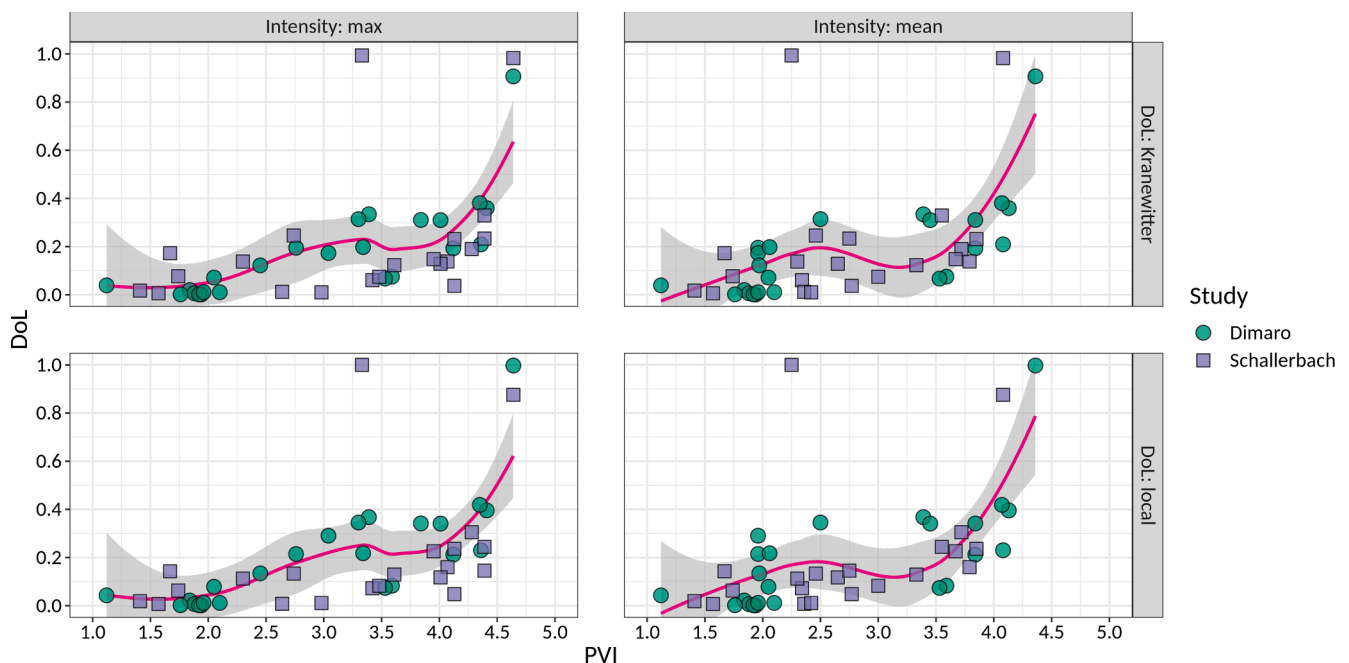 Intensity: max
Intensity: mean
1.0
0.8
0.6
0.4
0.2
0.0
DoL: Kranewitter
DoL
1.0
0.8
0.6
0.4
0.2
0.0
DoL: local
1.0 1.5 2.0 2.5 3.0 3.5 4.0 4.5 5.0
1.0 1.5 2.0 2.5 3.0 3.5 4.0 4.5 5.0
PVI
Study
Dimaro
Schallerbach